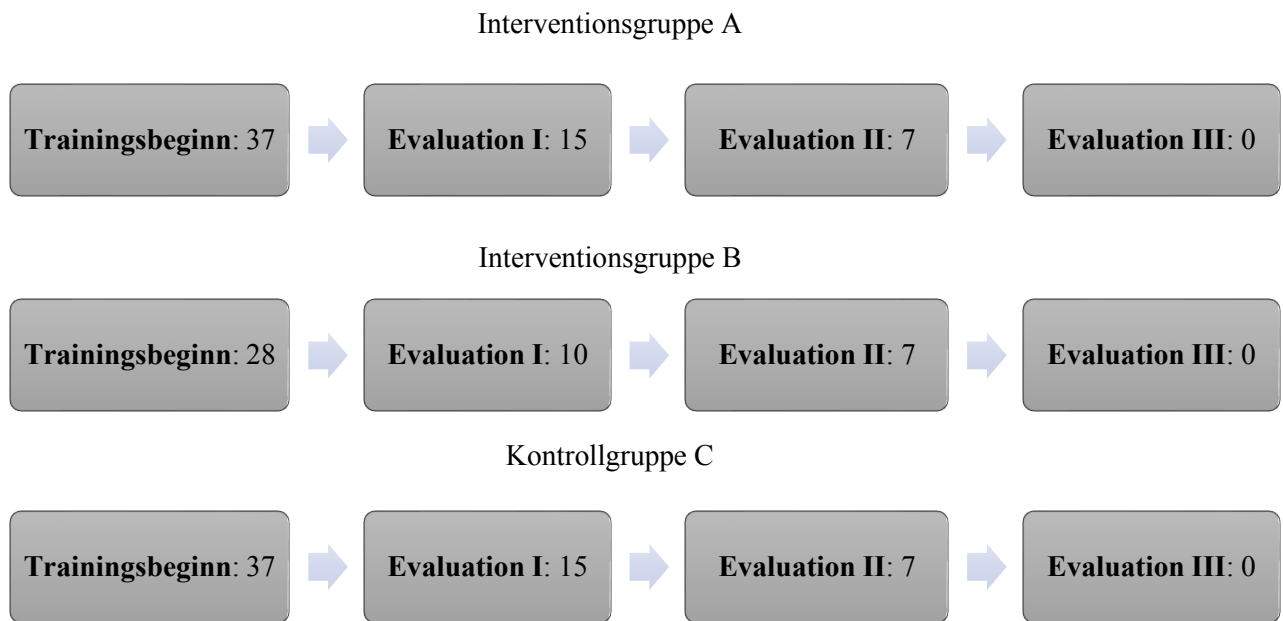 Interventionsgruppe A
Trainingsbeginn: 37
Evaluation I: 15
Evaluation II: 7
Evaluation III: 0
Interventionsgruppe B
Trainingsbeginn: 28
Evaluation I: 10
Evaluation II: 7
Evaluation III: 0
Kontrollgruppe C
Trainingsbeginn: 37
Evaluation I: 15
Evaluation II: 7
Evaluation III: 0